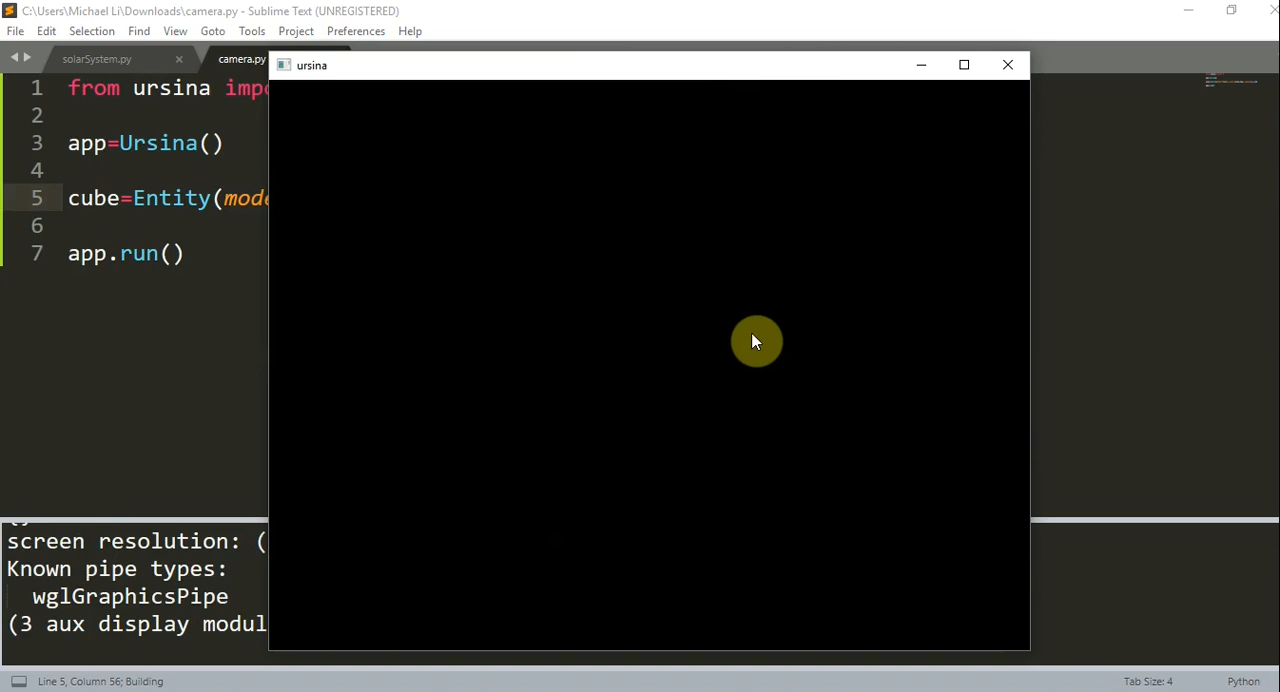 C:\Users\Michael Li\Downloads\camera.py - Sublime Text (UNREGISTERED)
File Edit Selection Find View Goto Tools Project Preferences Help
solarSystem.py × camera.py
ursina
1 from ursina impo
2
3 app=Ursina()
4
5 cube=Entity(mode
6
7 app.run()
screen resolution: (
Known pipe types:
wglGraphicsPipe
(3 aux display modul
Line 5, Column 56; Building Tab Size: 4 Python